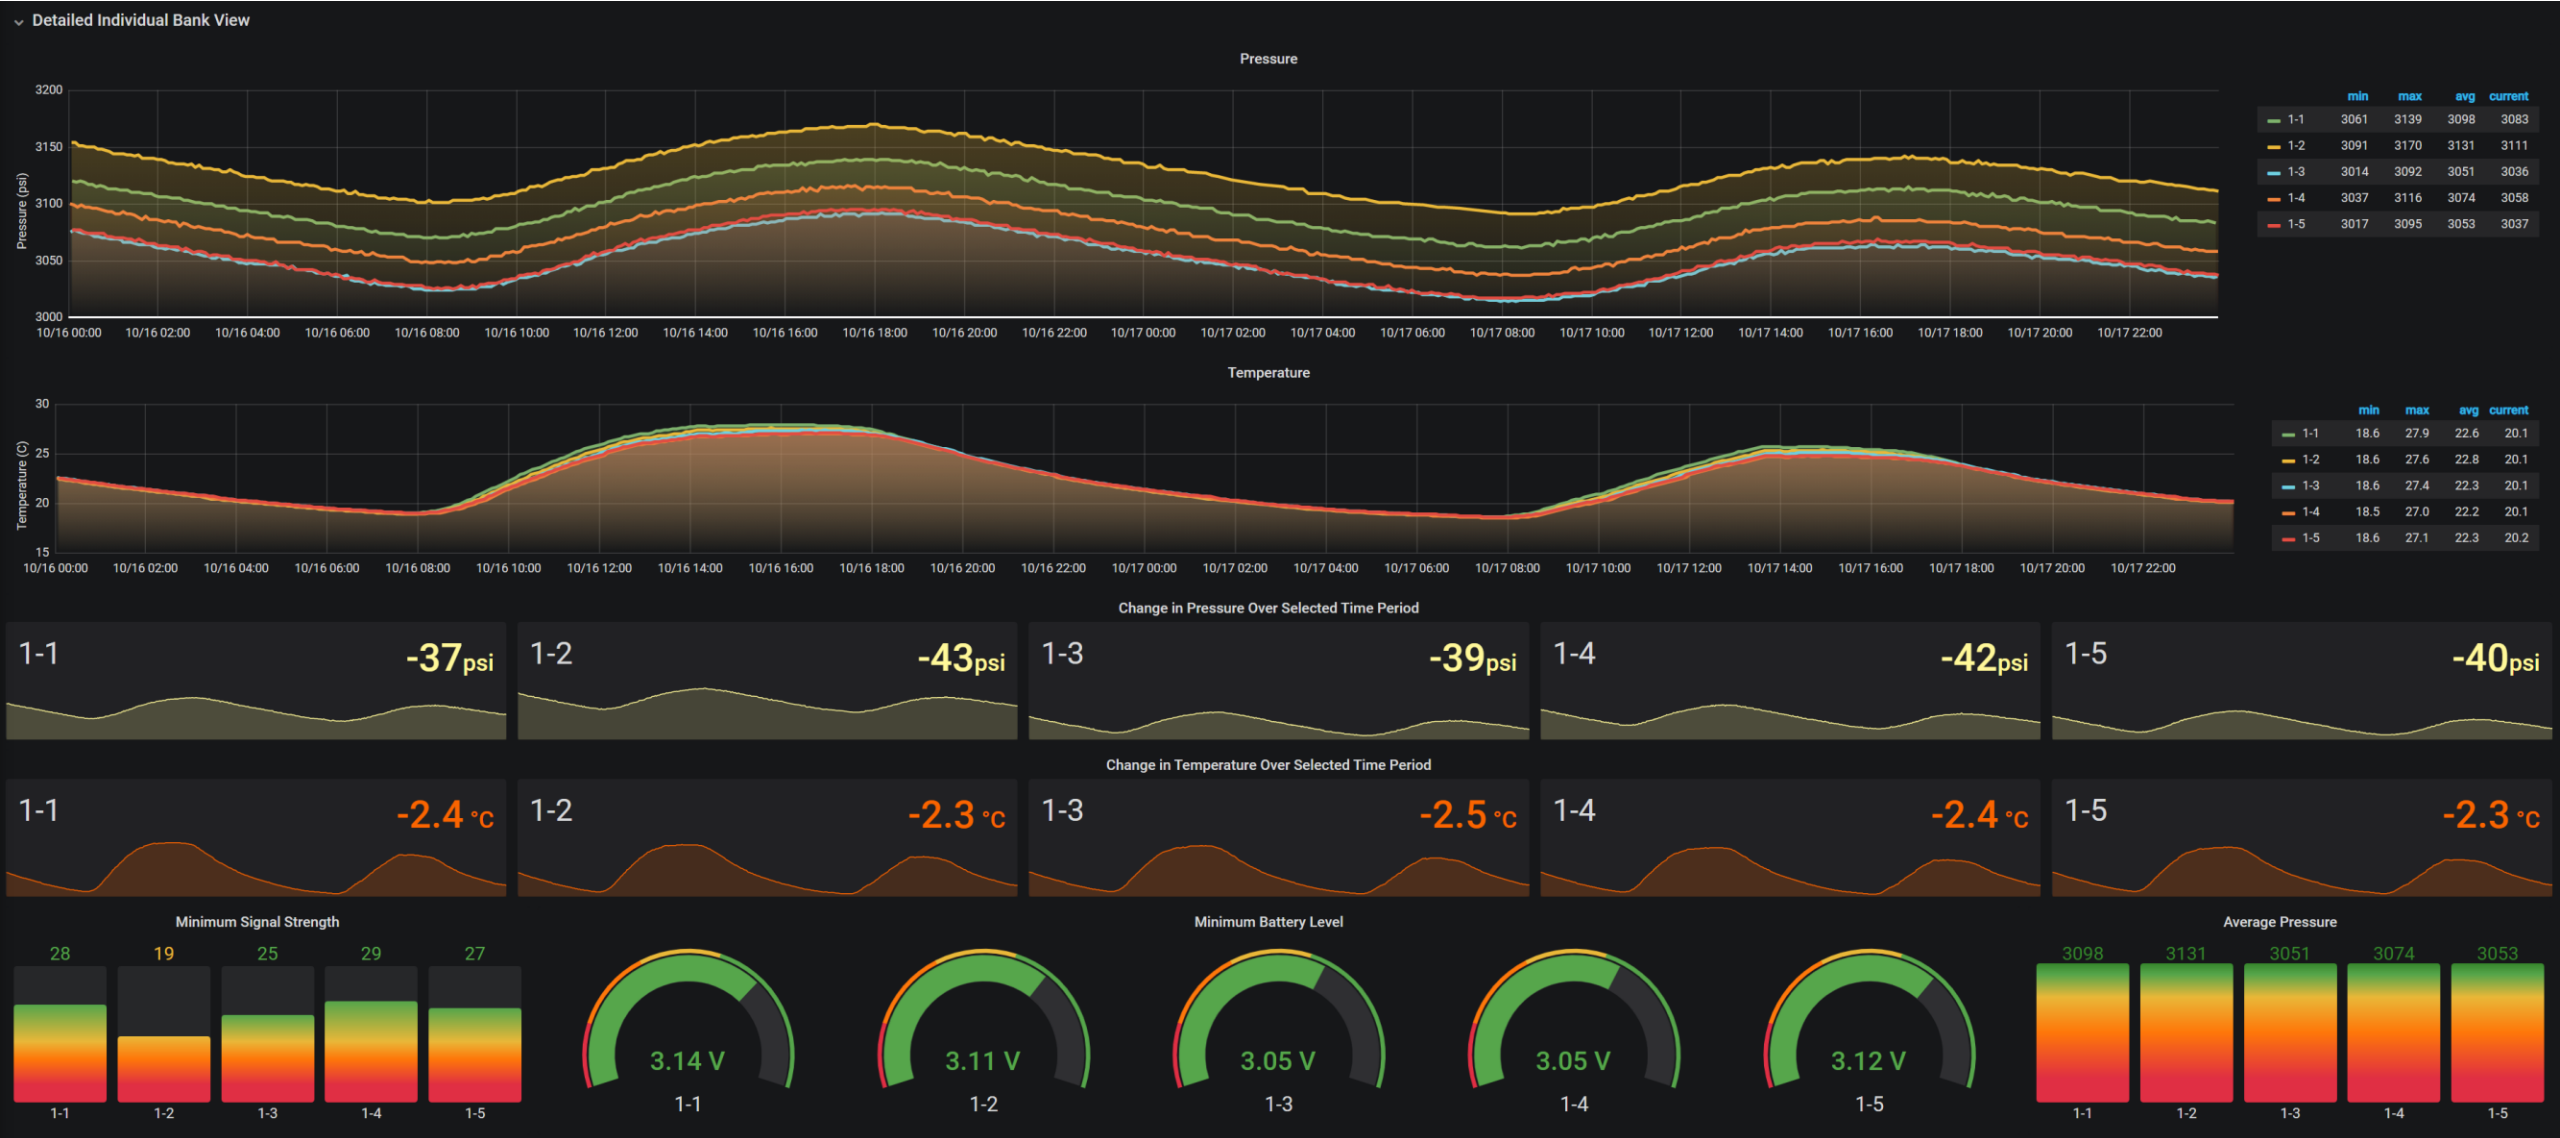 Detailed Individual Bank View
Pressure
Pressure (psi)
3200
3150
3100
3050
3000
10/16 00:00 10/16 02:00 10/16 04:00 10/16 06:00 10/16 08:00 10/16 10:00 10/16 12:00 10/16 14:00 10/16 16:00 10/16 18:00 10/16 20:00 10/16 22:00 10/17 00:00 10/17 02:00 10/17 04:00 10/17 06:00 10/17 08:00 10/17 10:00 10/17 12:00 10/17 14:00 10/17 16:00 10/17 18:00 10/17 20:00 10/17 22:00
min max avg current
1-1 3061 3139 3098 3083
1-2 3091 3170 3131 3111
1-3 3014 3092 3051 3036
1-4 3037 3116 3074 3058
1-5 3017 3095 3053 3037
Temperature
Temperature (C)
30
25
20
15
10/16 00:00 10/16 02:00 10/16 04:00 10/16 06:00 10/16 08:00 10/16 10:00 10/16 12:00 10/16 14:00 10/16 16:00 10/16 18:00 10/16 20:00 10/16 22:00 10/17 00:00 10/17 02:00 10/17 04:00 10/17 06:00 10/17 08:00 10/17 10:00 10/17 12:00 10/17 14:00 10/17 16:00 10/17 18:00 10/17 20:00 10/17 22:00
min max avg current
1-1 18.6 27.9 22.6 20.1
1-2 18.6 27.6 22.8 20.1
1-3 18.6 27.4 22.3 20.1
1-4 18.5 27.0 22.2 20.1
1-5 18.6 27.1 22.3 20.2
Change in Pressure Over Selected Time Period
1-1 -37psi 1-2 -43psi 1-3 -39psi 1-4 -42psi 1-5 -40psi
Change in Temperature Over Selected Time Period
1-1 -2.4 °C 1-2 -2.3 °C 1-3 -2.5 °C 1-4 -2.4 °C 1-5 -2.3 °C
Minimum Signal Strength
28 19 25 29 27
1-1 1-2 1-3 1-4 1-5
Minimum Battery Level
3.14 V 3.11 V 3.05 V 3.05 V 3.12 V
1-1 1-2 1-3 1-4 1-5
Average Pressure
3098 3131 3051 3074 3053
1-1 1-2 1-3 1-4 1-5